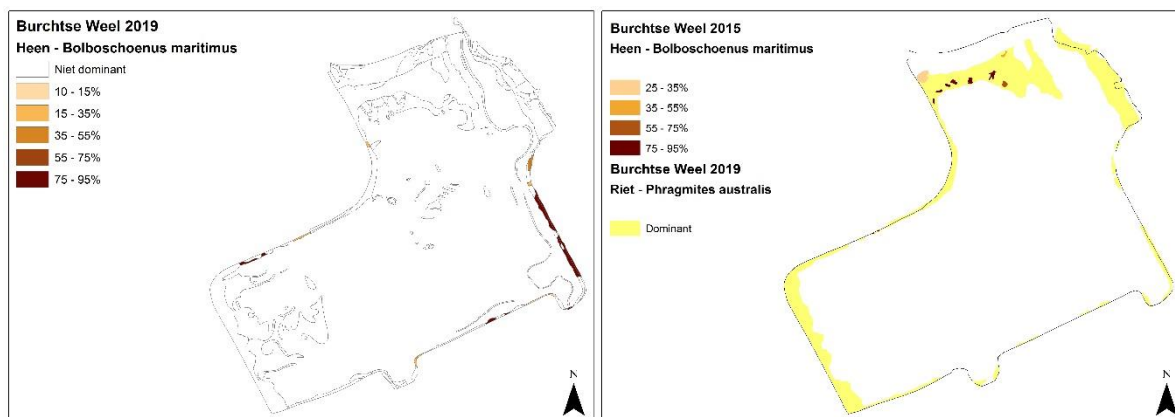 Burchtse Weel 2019
Heen - Bolboschoenus maritimus
Niet dominant
10 - 15%
15 - 35%
35 - 55%
55 - 75%
75 - 95%
N
Burchtse Weel 2015
Heen - Bolboschoenus maritimus
25 - 35%
35 - 55%
55 - 75%
75 - 95%
Burchtse Weel 2019
Riet - Phragmites australis
Dominant
N